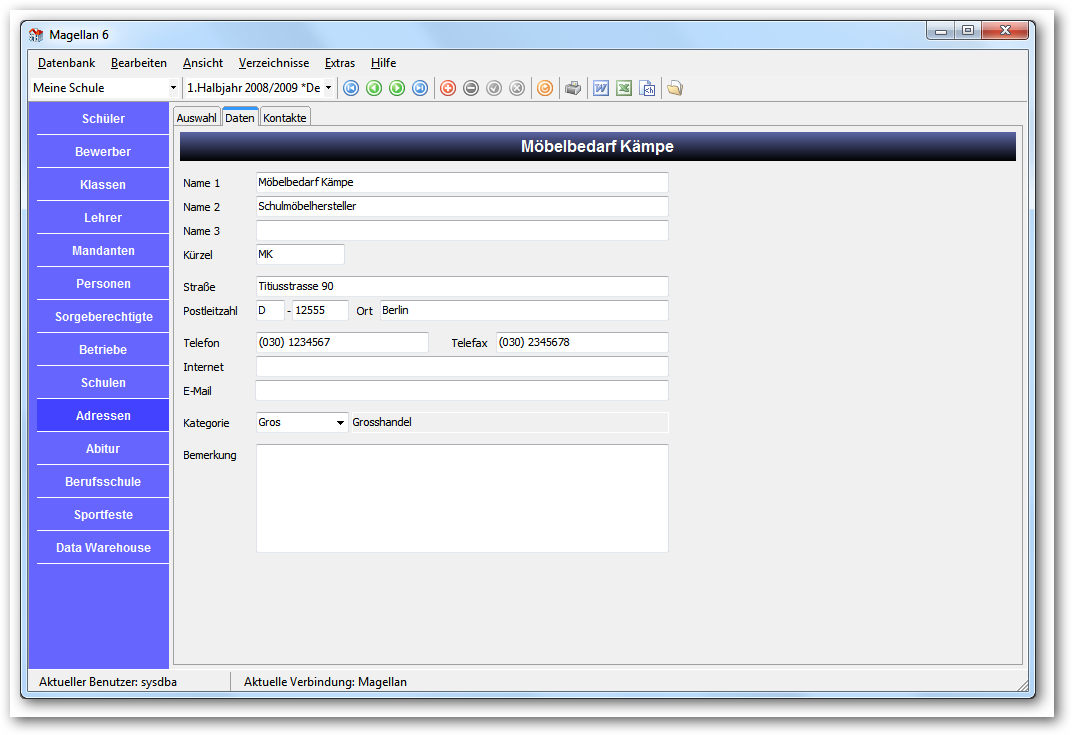 Magellan 6
Datenbank Bearbeiten Ansicht Verzeichnisse Extras Hilfe
Meine Schule 1.Halbjahr 2008/2009 *De
Schüler
Bewerber
Klassen
Lehrer
Mandanten
Personen
Sorgeberechtigte
Betriebe
Schulen
Adressen
Abitur
Berufsschule
Sportfeste
Data Warehouse
Auswahl Daten Kontakte
Möbelbedarf Kämpe
Name 1 Möbelbedarf Kämpe
Name 2 Schulmöbelhersteller
Name 3
Kürzel MK
Straße Titiusstrasse 90
Postleitzahl D - 12555 Ort Berlin
Telefon (030) 1234567 Telefax (030) 2345678
Internet
E-Mail
Kategorie Gros Grosshandel
Bemerkung
Aktueller Benutzer: sysdba Aktuelle Verbindung: Magellan